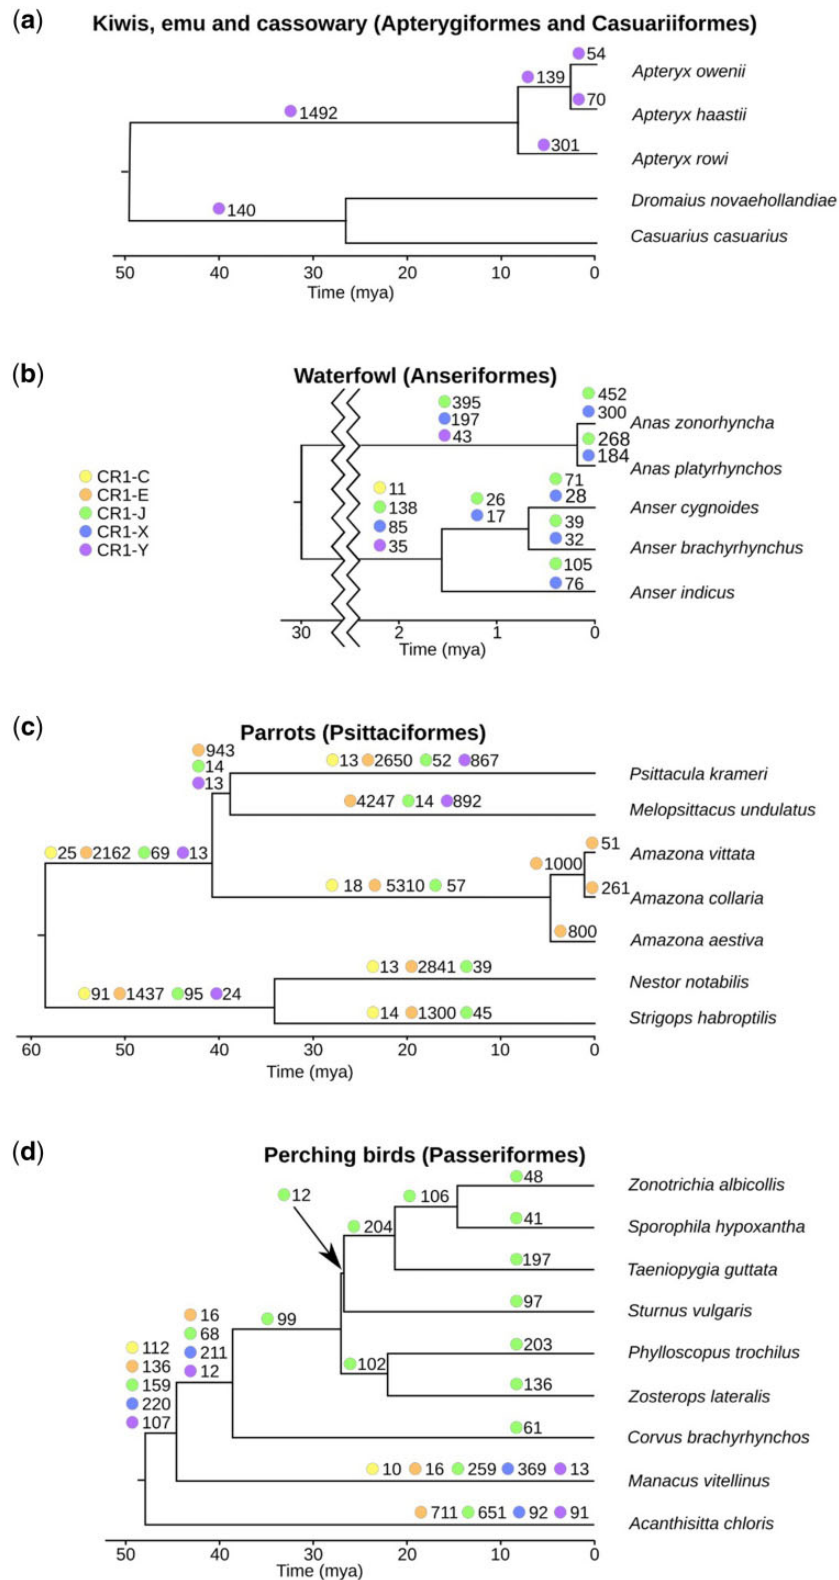 (a) Kiwis, emu and cassowary (Apterygiformes and Casuariiformes)
54
139
Apteryx owenii
1492
70
Apteryx haastii
301
Apteryx rowi
Dromaius novaehollandiae
140
Casuarius casuarius
50 40 30 20 10 0
Time (mya)
(b) Waterfowl (Anseriformes)
452
395
300
197
Anas zonorhyncha
43
268
184
Anas platyrhynchos
CR1-C
CR1-E
CR1-J
CR1-X
CR1-Y
11
138
85
35
26
17
71
28
Anser cygnoides
39
32
Anser brachyrhynchus
105
76
Anser indicus
30 2 1 0
Time (mya)
(c) Parrots (Psittaciformes)
943
14
13
13 2650 52 867
Psittacula krameri
4247 14 892
Melopsittacus undulatus
25 2162 69 13
51
1000
Amazona vittata
18 5310 57
261
Amazona collaria
800
Amazona aestiva
13 2841 39
Nestor notabilis
91 1437 95 24
14 1300 45
Strigops habroptilis
60 50 40 30 20 10 0
Time (mya)
(d) Perching birds (Passeriformes)
12
48
Zonotrichia albicollis
106
41
Sporophila hypoxantha
204
197
Taeniopygia guttata
97
Sturnus vulgaris
99
203
Phylloscopus trochilus
102
136
Zosterops lateralis
16
68
211
12
61
Corvus brachyrhynchos
112
136
159
220
107
10 16 259 369 13
Manacus vitellinus
711 651 92 91
Acanthisitta chloris
50 40 30 20 10 0
Time (mya)